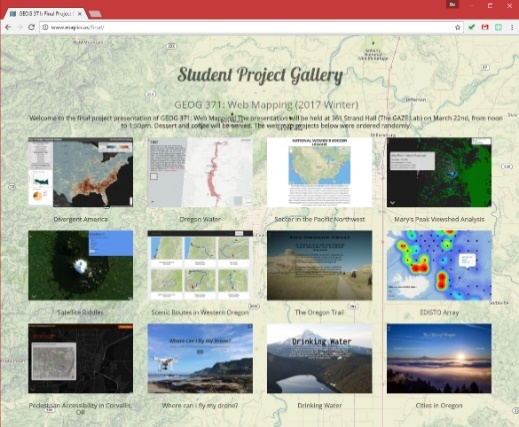 GEOG 371: Final Project
Student Project Gallery
GEOG 371: Web Mapping (2017 Winter)
Welcome to the final project presentation of GEOG 371: Web Mapping! The presentation will be held at 361 Strand Hall (The GAZE Lab) on March 22nd, from noon
to 1:50pm. Dessert and coffee will be served. The web map projects below were ordered randomly.
Divergent America
Oregon Water
Soccer in the Pacific Northwest
Mary's Peak Viewshed Analysis
Satellite Riddles
Scenic Routes in Western Oregon
The Oregon Trail
EDISTO Array
Where can I fly my drone?
Drinking Water
Pedestrian Accessibility in Corvallis,
OR
Where can I fly my drone?
Drinking Water
Cities in Oregon